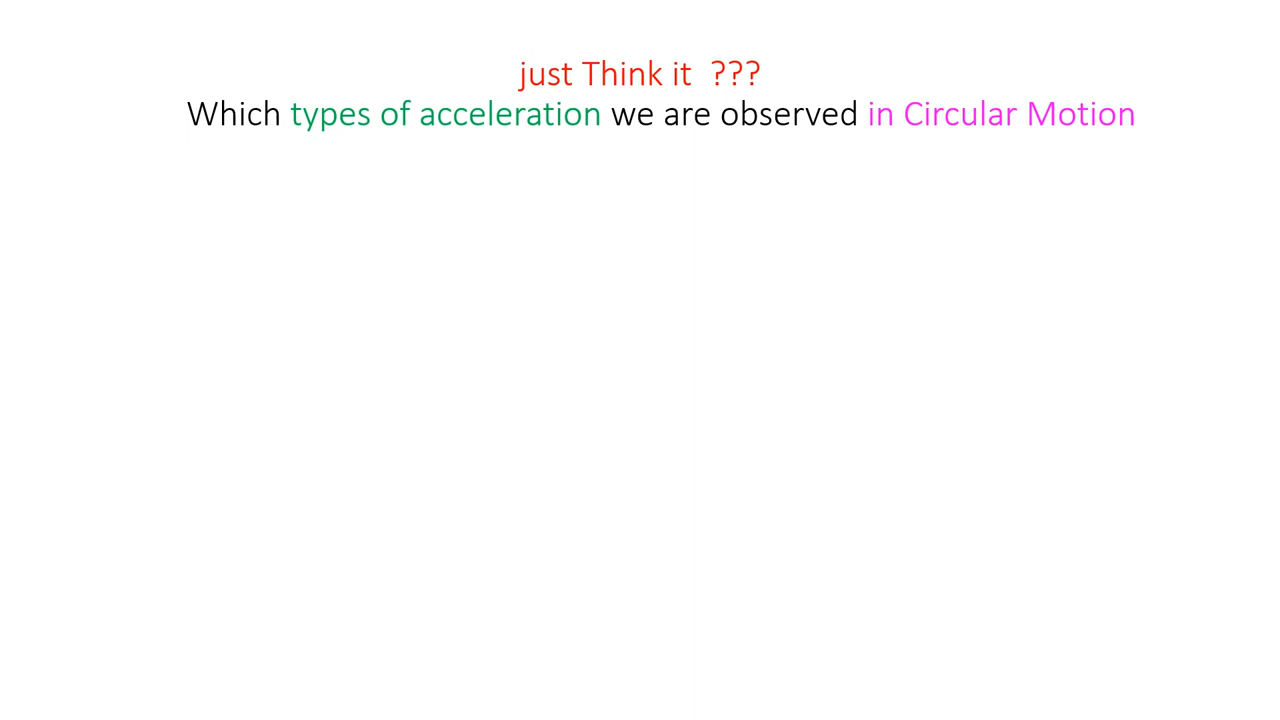 just Think it  ???
Which types of acceleration we are observed in Circular Motion